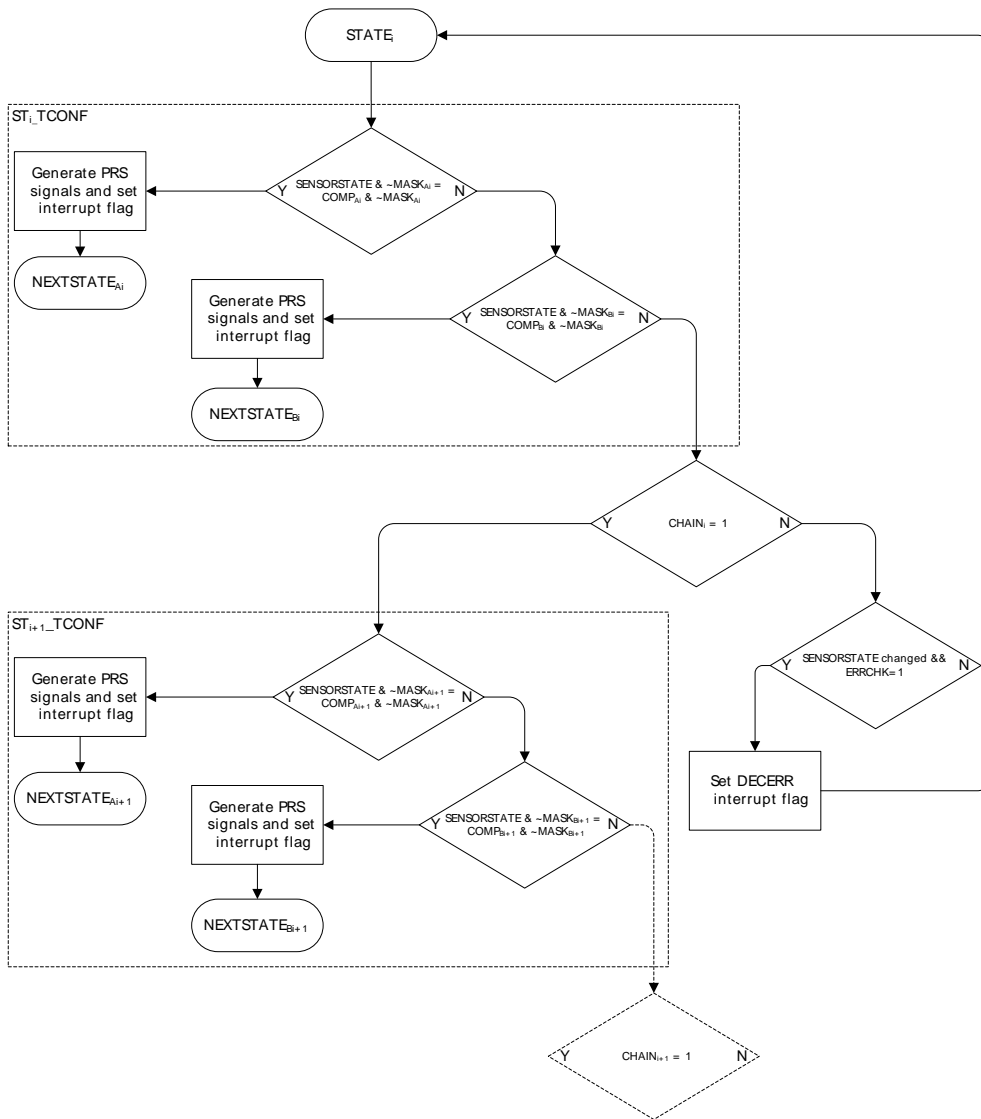 STATEi
STi_TCONF
Generate PRS
signals and set
interrupt flag
Y
SENSORSTATE & ~MASKAi =
COMPAi & ~MASKAi
N
NEXTSTATEAi
Generate PRS
signals and set
interrupt flag
Y
SENSORSTATE & ~MASKBi =
COMPBi & ~MASKBi
N
NEXTSTATEBi
Y
CHAINi = 1
N
STi+1_TCONF
Generate PRS
signals and set
interrupt flag
Y
SENSORSTATE & ~MASKAi+1 =
COMPAi+1 & ~MASKAi+1
N
Y
SENSORSTATE changed &&
ERRCHK= 1
N
NEXTSTATEAi+1
Set DECERR
interrupt flag
Generate PRS
signals and set
interrupt flag
Y
SENSORSTATE & ~MASKBi+1 =
COMPBi+1 & ~MASKBi+1
N
NEXTSTATEBi+1
Y
CHAINi+1 = 1
N